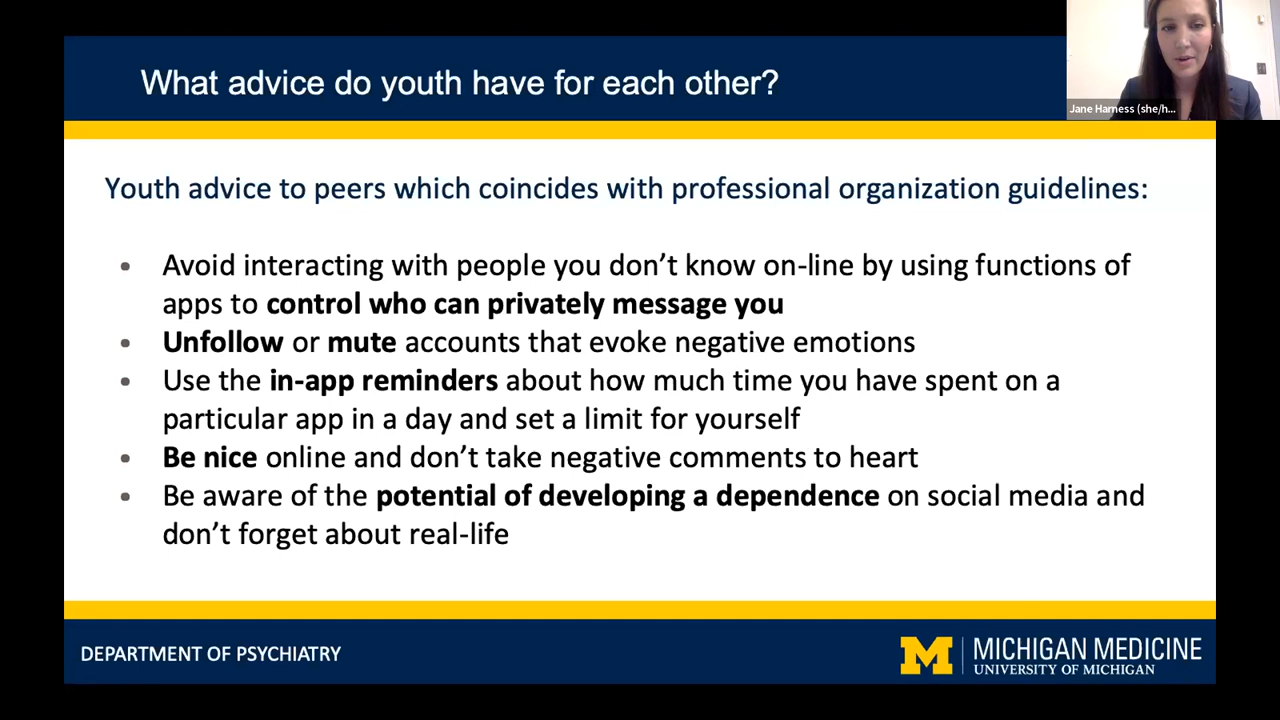 What advice do youth have for each other?
Jane Harness (she/h...
Youth advice to peers which coincides with professional organization guidelines:
• Avoid interacting with people you don’t know on-line by using functions of
apps to control who can privately message you
• Unfollow or mute accounts that evoke negative emotions
• Use the in-app reminders about how much time you have spent on a
particular app in a day and set a limit for yourself
• Be nice online and don’t take negative comments to heart
• Be aware of the potential of developing a dependence on social media and
don’t forget about real-life
DEPARTMENT OF PSYCHIATRY
M MICHIGAN MEDICINE
UNIVERSITY OF MICHIGAN